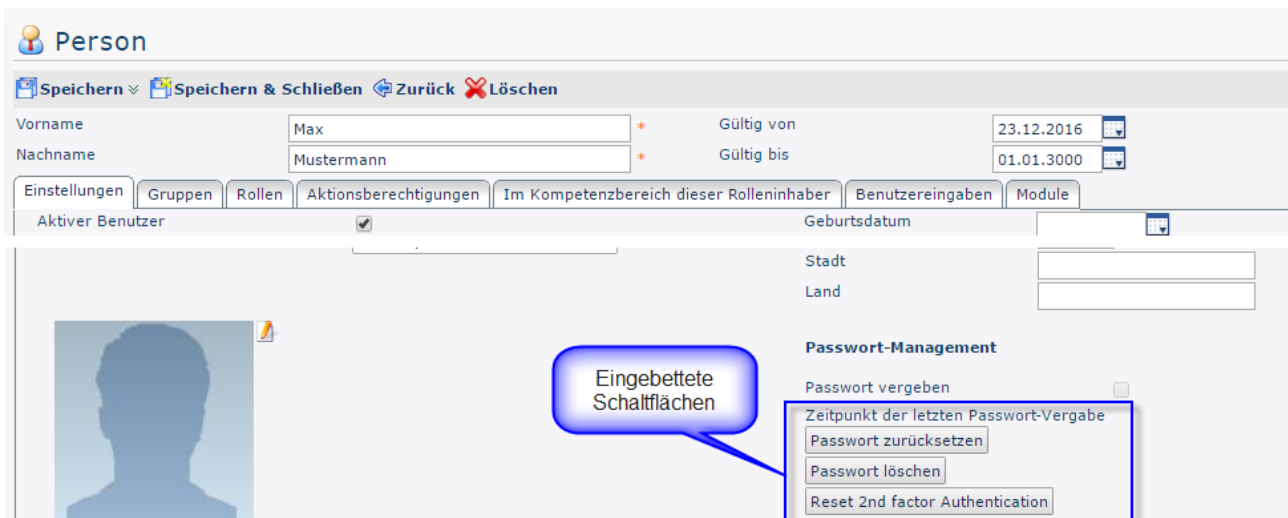 Person
Speichern Speichern & Schließen Zurück Löschen
Vorname Max * Gültig von 23.12.2016
Nachname Mustermann * Gültig bis 01.01.3000
Einstellungen Gruppen Rollen Aktionsberechtigungen Im Kompetenzbereich dieser Rolleninhaber Benutzereingaben Module
Aktiver Benutzer Geburtsdatum
Stadt
Land
Passwort-Management
Eingebettete
Schaltflächen
Passwort vergeben
Zeitpunkt der letzten Passwort-Vergabe
Passwort zurücksetzen
Passwort löschen
Reset 2nd factor Authentication